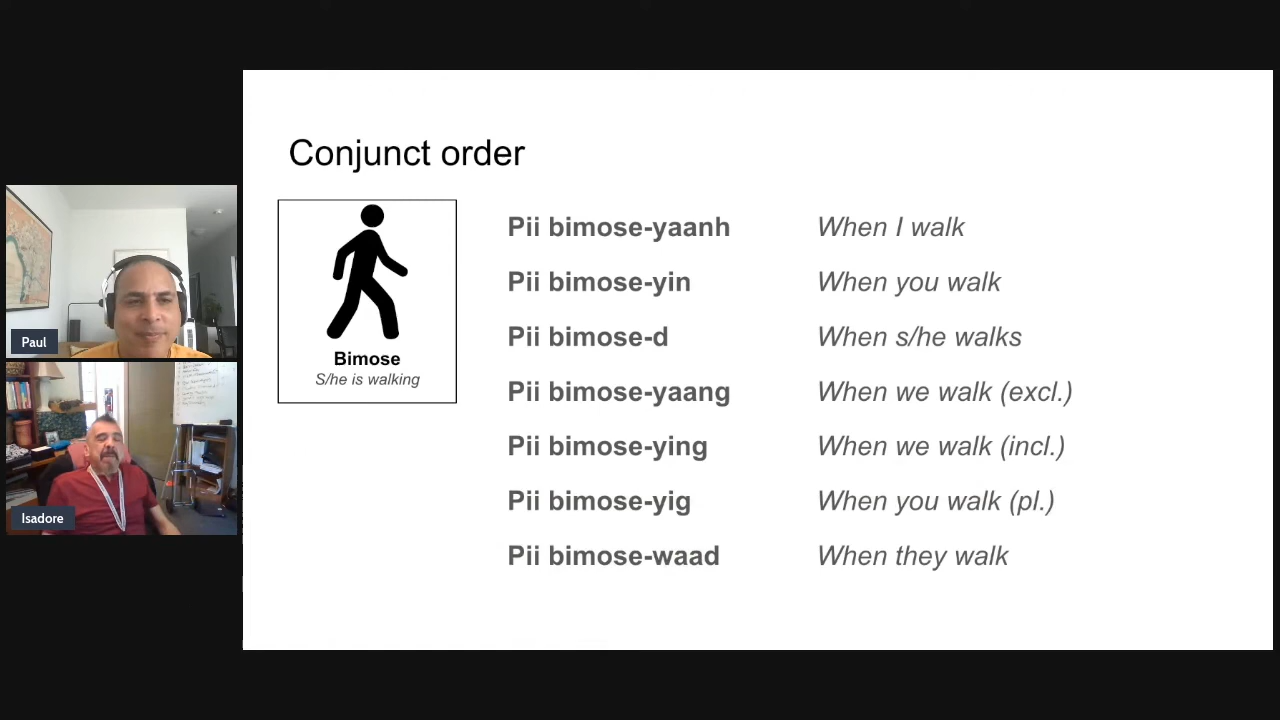 Conjunct order
Bimose
S/he is walking
Pii bimose-yaanh When I walk
Pii bimose-yin When you walk
Pii bimose-d When s/he walks
Pii bimose-yaang When we walk (excl.)
Pii bimose-ying When we walk (incl.)
Pii bimose-yig When you walk (pl.)
Pii bimose-waad When they walk
Paul
Isadore